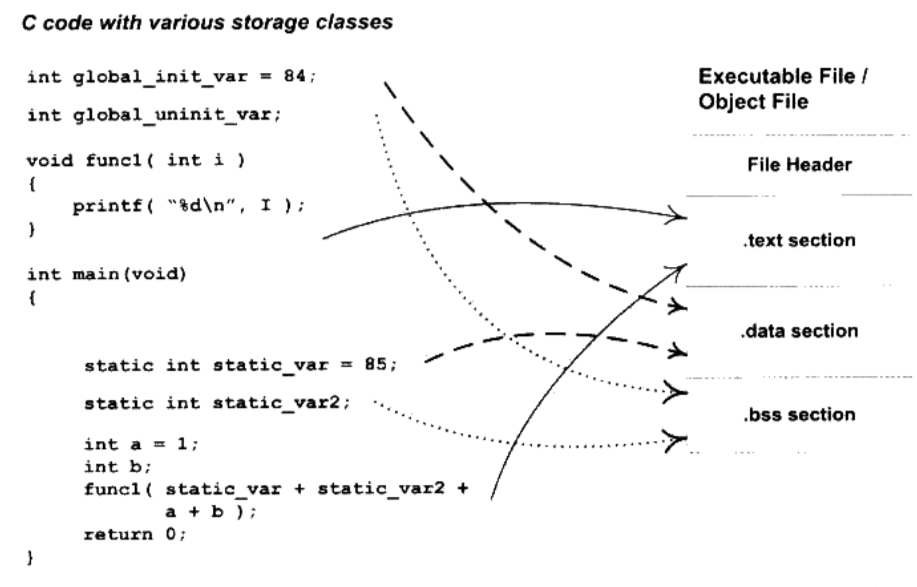 C code with various storage classes
int global_init_var = 84;
int global_uninit_var;
void func1( int i )
{
printf( "%d\n", I );
}
int main(void)
{
static int static_var = 85;
static int static_var2;
int a = 1;
int b;
func1( static_var + static_var2 +
a + b );
return 0;
}
Executable File /
Object File
File Header
.text section
.data section
.bss section